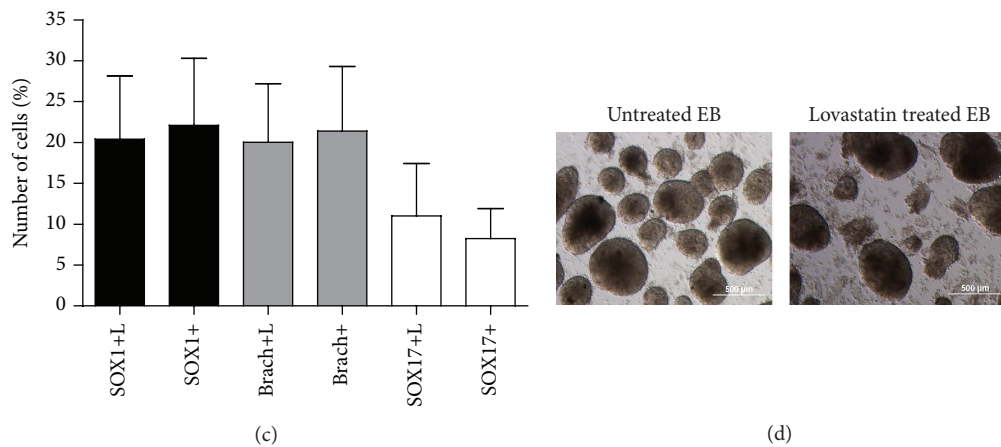 35
30
25
20
15
10
5
0
Number of cells (%)
SOX1+L
SOX1+
Brach+L
Brach+
SOX17+L
SOX17+
(c)
Untreated EB
Lovastatin treated EB
500 μm
500 μm
(d)